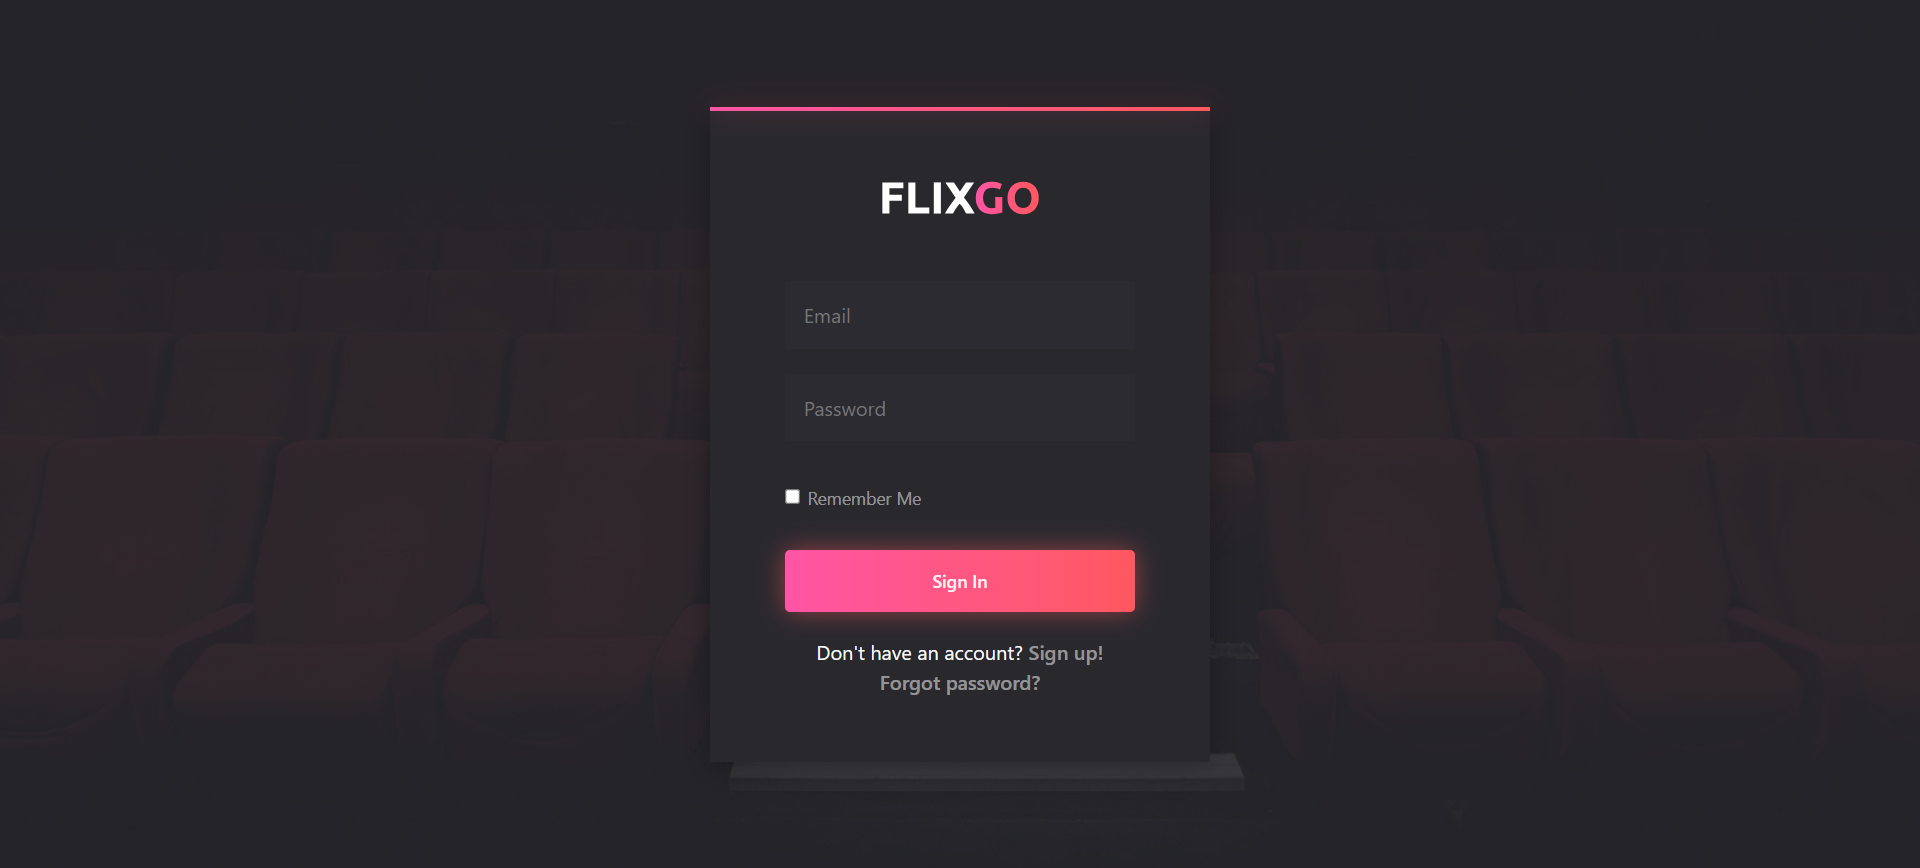 FLIXGO
Email
Password
Remember Me
Sign In
Don't have an account? Sign up!
Forgot password?